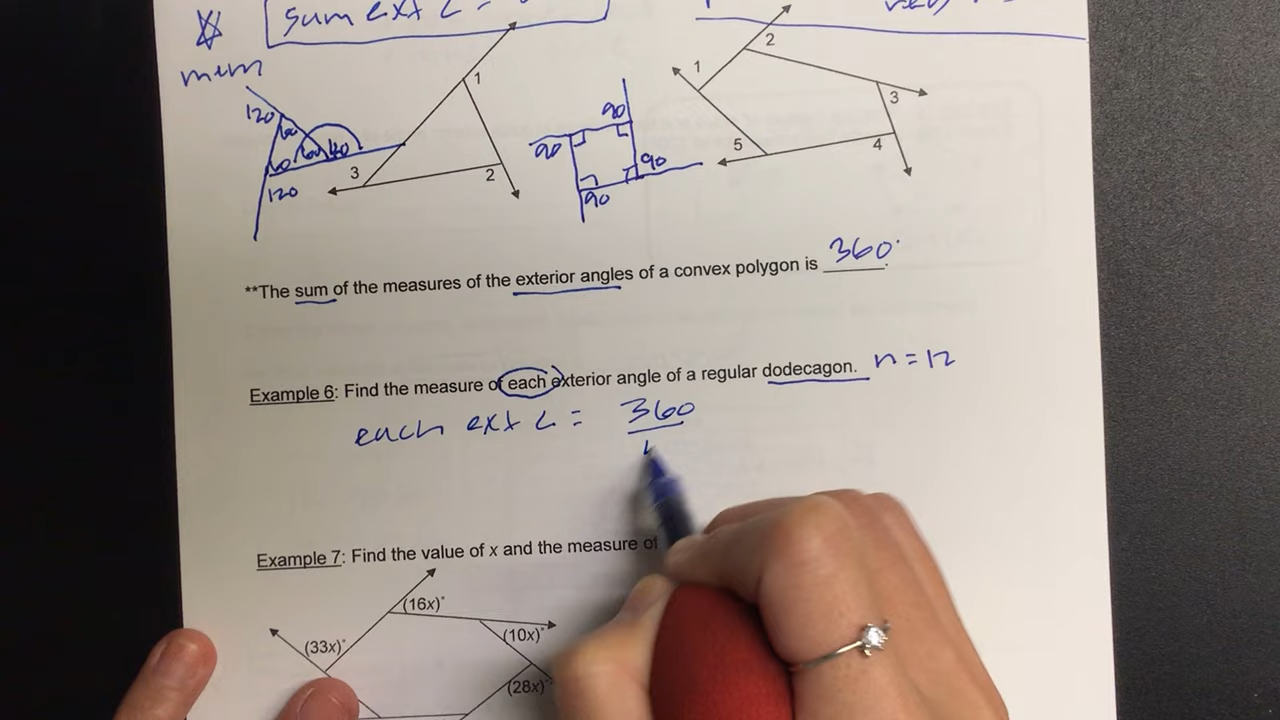 sum ext ∠ =
mem
1
2
3
120
60
60
60
120
90
90
90
90
1
2
3
4
5
**The sum of the measures of the exterior angles of a convex polygon is 360°.
Example 6: Find the measure of each exterior angle of a regular dodecagon. n = 12
each ext ∠ = 360
Example 7: Find the value of x and the measure of
(16x)°
(33x)°
(10x)°
(28x)°